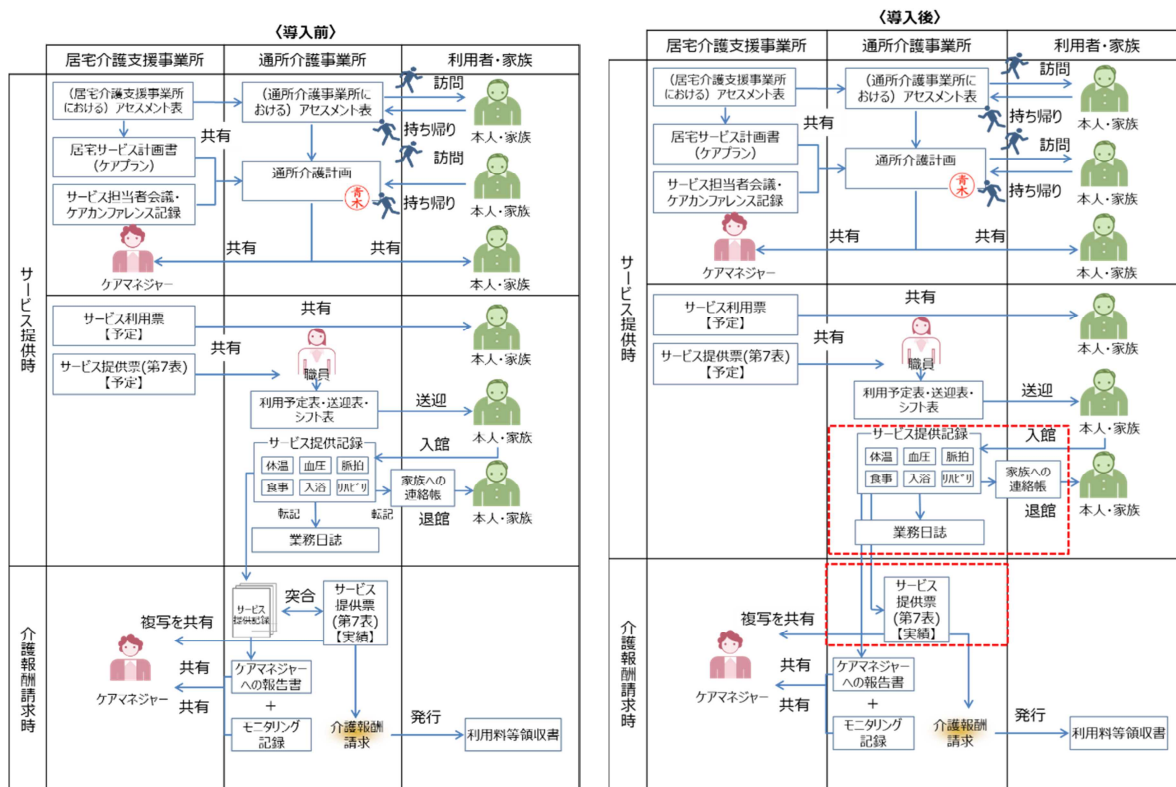 〈導入前〉
居宅介護支援事業所
通所介護事業所
利用者・家族
サービス提供時
(居宅介護支援事業所
における)アセスメント表
(通所介護事業所に
おける)アセスメント表
訪問
持ち帰り
本人・家族
共有
居宅サービス計画書
(ケアプラン)
サービス担当者会議・
ケアカンファレンス記録
通所介護計画
青木
訪問
持ち帰り
本人・家族
共有
共有
ケアマネジャー
本人・家族
サービス利用票
【予定】
共有
本人・家族
サービス提供票(第7表)
【予定】
共有
職員
利用予定表・送迎表・
シフト表
送迎
本人・家族
サービス提供記録
体温
血圧
脈拍
食事
入浴
リハビリ
入館
家族への
連絡帳
退館
本人・家族
転記
転記
業務日誌
介護報酬請求時
サービス
提供記録
突合
サービス
提供票
(第7表)
【実績】
複写を共有
ケアマネジャー
共有
共有
ケアマネジャー
への報告書
+
モニタリング
記録
介護報酬
請求
発行
利用料等領収書
〈導入後〉
居宅介護支援事業所
通所介護事業所
利用者・家族
サービス提供時
(居宅介護支援事業所
における)アセスメント表
(通所介護事業所に
おける)アセスメント表
訪問
持ち帰り
本人・家族
共有
居宅サービス計画書
(ケアプラン)
サービス担当者会議・
ケアカンファレンス記録
通所介護計画
青木
訪問
持ち帰り
本人・家族
共有
共有
ケアマネジャー
本人・家族
サービス利用票
【予定】
共有
本人・家族
サービス提供票(第7表)
【予定】
共有
職員
利用予定表・送迎表・
シフト表
送迎
本人・家族
サービス提供記録
体温
血圧
脈拍
食事
入浴
リハビリ
入館
家族への
連絡帳
退館
本人・家族
業務日誌
介護報酬請求時
サービス
提供票
(第7表)
【実績】
複写を共有
ケアマネジャー
共有
共有
ケアマネジャー
への報告書
+
モニタリング
記録
介護報酬
請求
発行
利用料等領収書